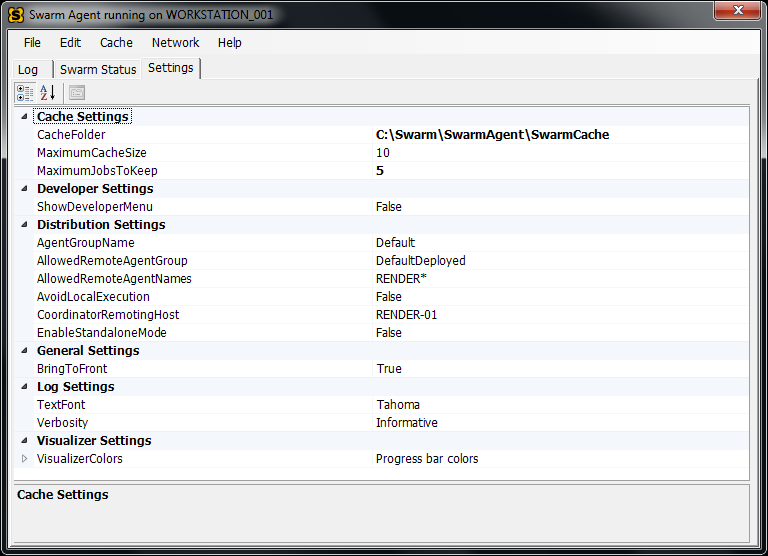 Swarm Agent running on WORKSTATION_001
File Edit Cache Network Help
Log Swarm Status Settings
Cache Settings
CacheFolder C:\Swarm\SwarmAgent\SwarmCache
MaximumCacheSize 10
MaximumJobsToKeep 5
Developer Settings
ShowDeveloperMenu False
Distribution Settings
AgentGroupName Default
AllowedRemoteAgentGroup DefaultDeployed
AllowedRemoteAgentNames RENDER*
AvoidLocalExecution False
CoordinatorRemotingHost RENDER-01
EnableStandaloneMode False
General Settings
BringToFront True
Log Settings
TextFont Tahoma
Verbosity Informative
Visualizer Settings
VisualizerColors Progress bar colors
Cache Settings